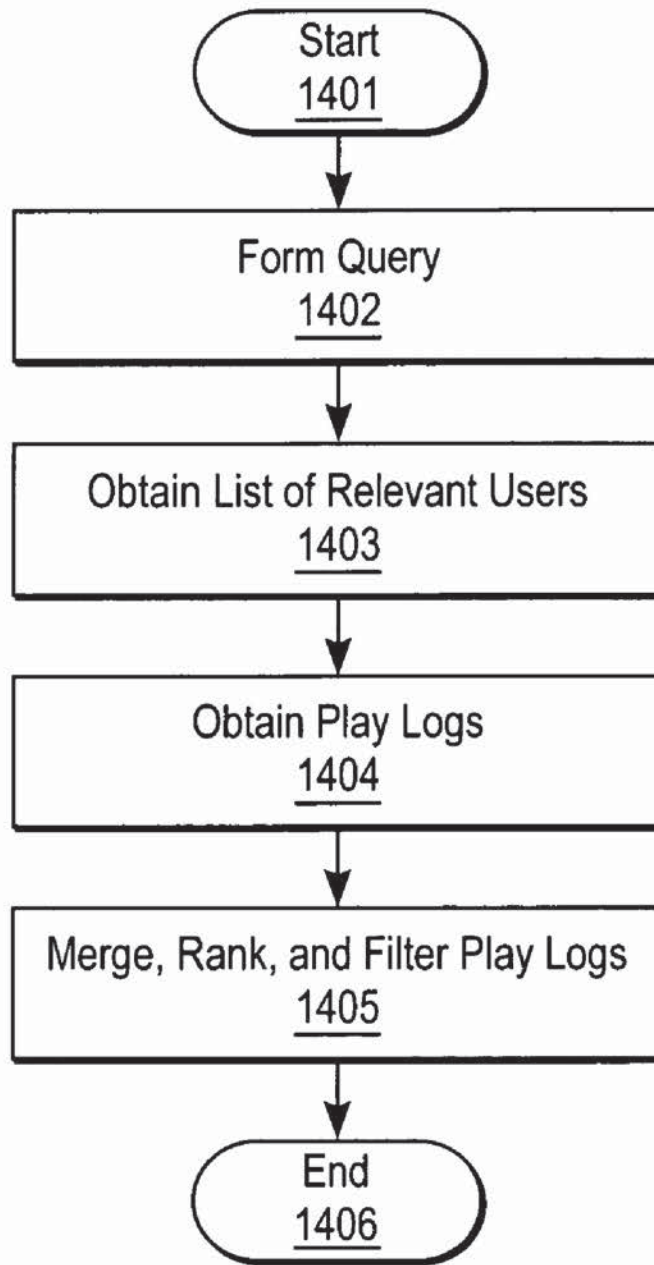 Start
1401
Form Query
1402
Obtain List of Relevant Users
1403
Obtain Play Logs
1404
Merge, Rank, and Filter Play Logs
1405
End
1406